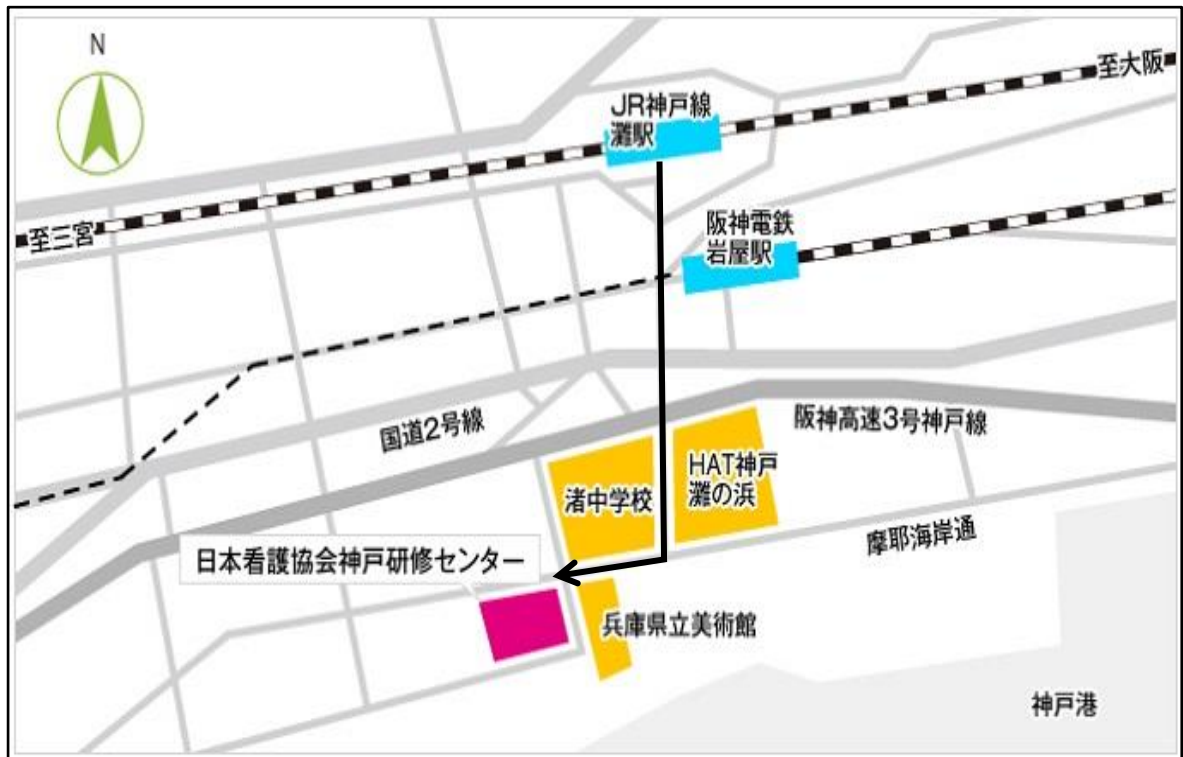 N
JR神戸線
灘駅
至大阪
至三宮
阪神電鉄
岩屋駅
国道2号線
阪神高速3号神戸線
渚中学校
HAT神戸
灘の浜
摩耶海岸通
日本看護協会神戸研修センター
兵庫県立美術館
神戸港